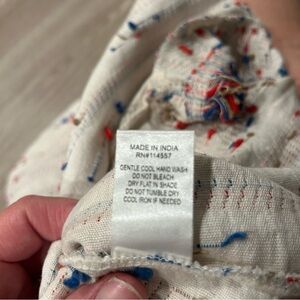 MADE IN INDIA
RN#114557
GENTLE COOL HAND WASH
DO NOT BLEACH
DRY FLAT IN SHADE
DO NOT TUMBLE DRY
COOL IRON IF NEEDED